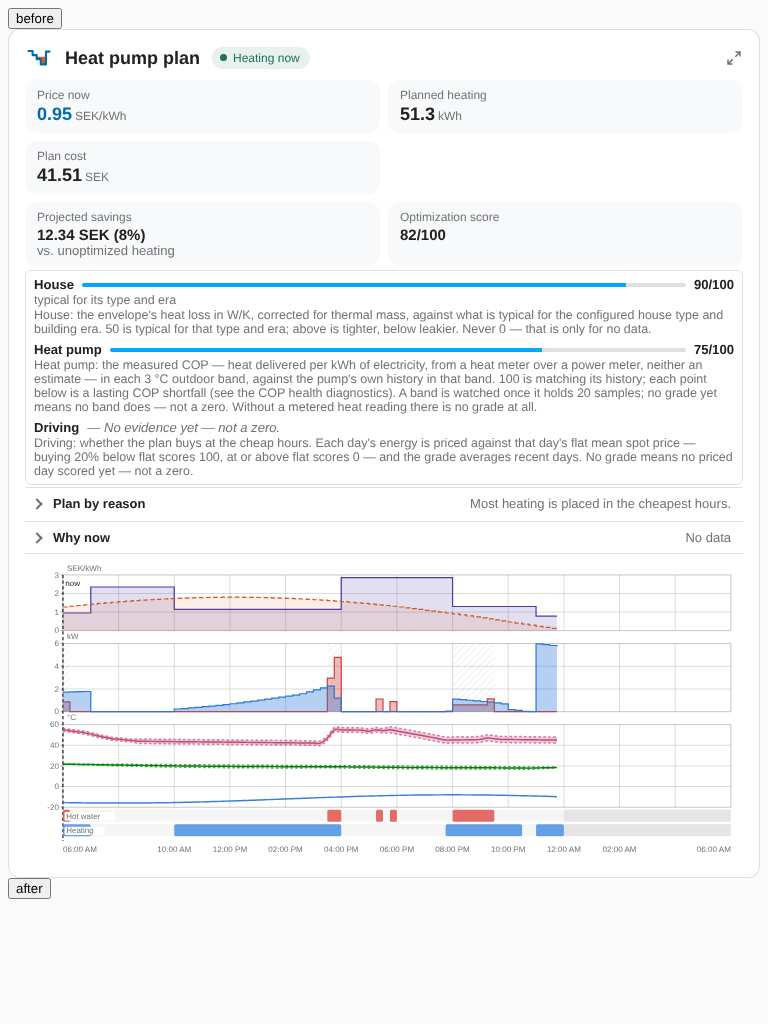 before
Heat pump plan
Heating now
Price now
0.95 SEK/kWh
Planned heating
51.3 kWh
Plan cost
41.51 SEK
Projected savings
12.34 SEK (8%)
vs. unoptimized heating
Optimization score
82/100
House 90/100
typical for its type and era
House: the envelope's heat loss in W/K, corrected for thermal mass, against what is typical for the configured house type and
building era. 50 is typical for that type and era; above is tighter, below leakier. Never 0 — that is only for no data.
Heat pump 75/100
Heat pump: the measured COP — heat delivered per kWh of electricity, from a heat meter over a power meter, neither an
estimate — in each 3 °C outdoor band, against the pump's own history in that band. 100 is matching its history; each point
below is a lasting COP shortfall (see the COP health diagnostics). A band is watched once it holds 20 samples; no grade yet
means no band does — not a zero. Without a metered heat reading there is no grade at all.
Driving — No evidence yet — not a zero.
Driving: whether the plan buys at the cheap hours. Each day's energy is priced against that day's flat mean spot price —
buying 20% below flat scores 100, at or above flat scores 0 — and the grade averages recent days. No grade means no priced
day scored yet — not a zero.
Plan by reason Most heating is placed in the cheapest hours.
Why now No data
SEK/kWh
3
now
2
1
0
kW
6
4
2
0
°C
60
40
20
0
-20
Hot water
Heating
06:00 AM 10:00 AM 12:00 PM 02:00 PM 04:00 PM 06:00 PM 08:00 PM 10:00 PM 12:00 AM 02:00 AM 06:00 AM
after